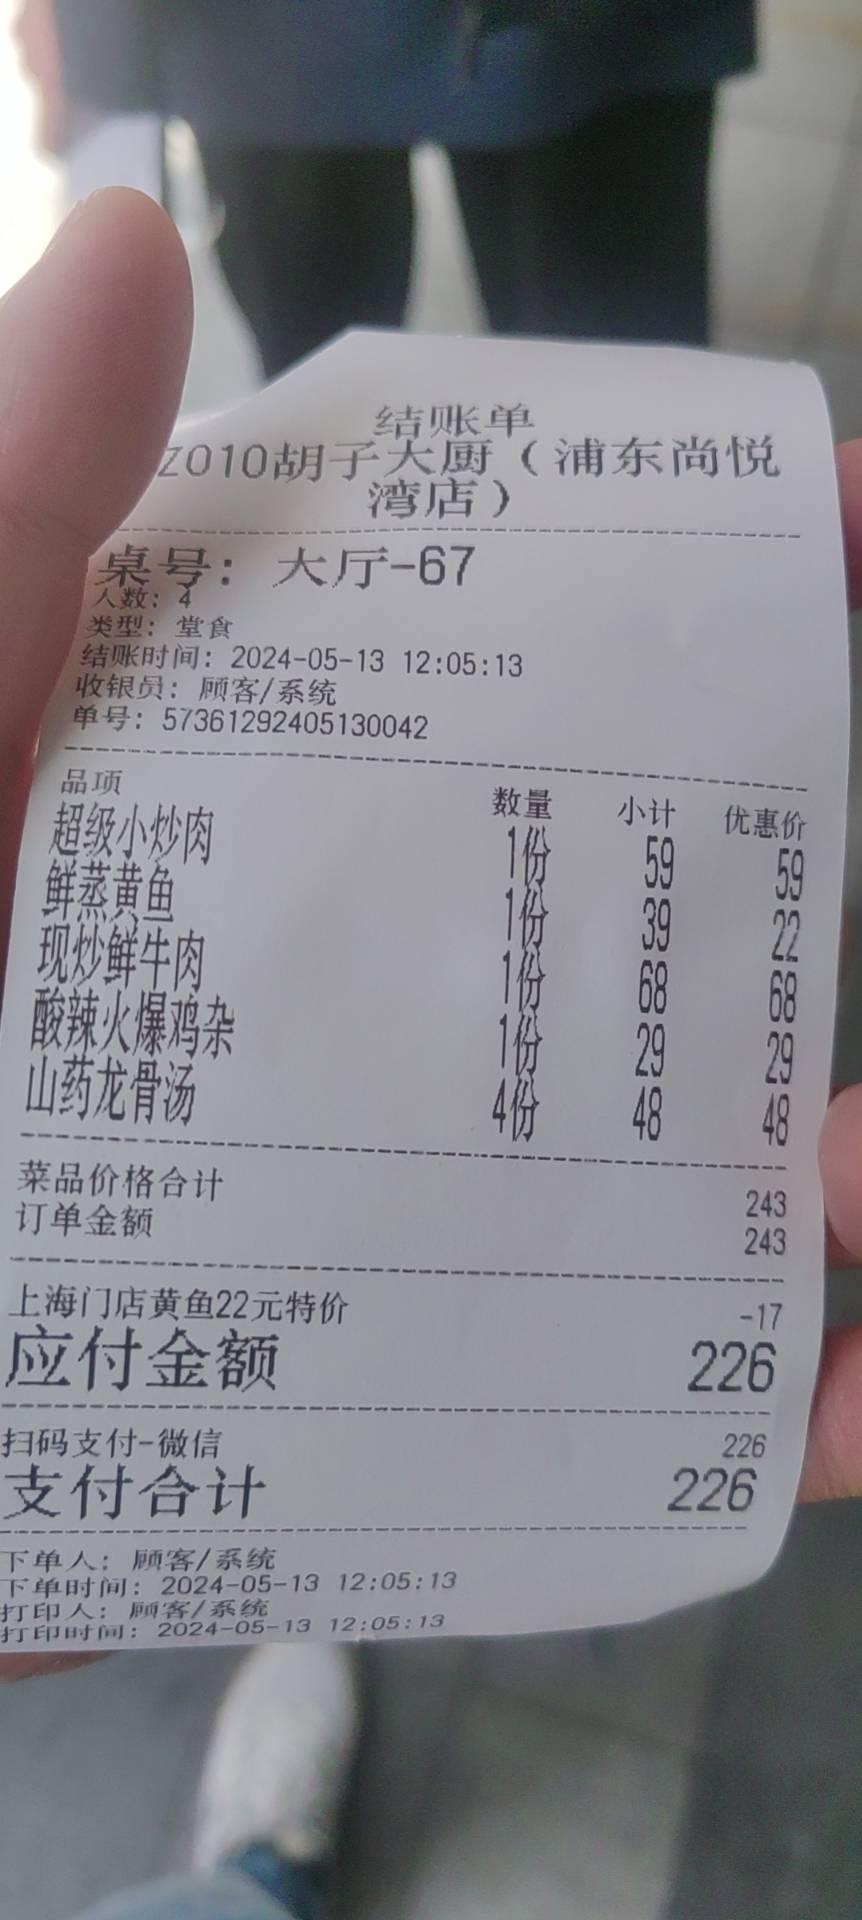 结账单
Z010胡子大厨(浦东尚悦
湾店)
桌号: 大厅-67
人数: 4
类型: 堂食
结账时间: 2024-05-13 12:05:13
收银员: 顾客/系统
单号: 57361292405130042
品项 数量 小计 优惠价
超级小炒肉 1份 59 59
鲜蒸黄鱼 1份 39 22
现炒鲜牛肉 1份 68 68
酸辣火爆鸡杂 1份 29 29
山药龙骨汤 4份 48 48
菜品价格合计 243
订单金额 243
上海门店黄鱼22元特价 -17
应付金额 226
扫码支付-微信 226
支付合计 226
下单人: 顾客/系统
下单时间: 2024-05-13 12:05:13
打印人: 顾客/系统
打印时间: 2024-05-13 12:05:13